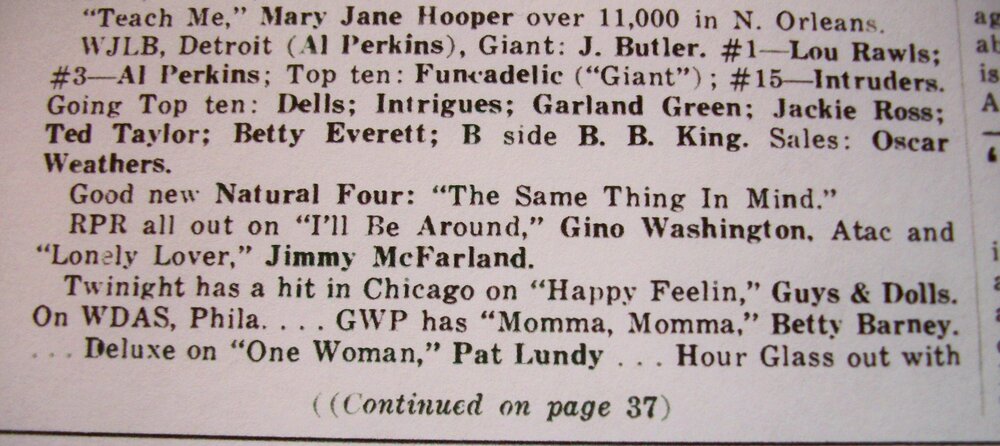 "Teach Me," Mary Jane Hooper over 11,000 in N. Orleans.
WJLB, Detroit (Al Perkins), Giant: J. Butler. #1—Lou Rawls;
#3—Al Perkins; Top ten: Funcadelic ("Giant"); #15—Intruders.
Going Top ten: Dells; Intrigues; Garland Green; Jackie Ross;
Ted Taylor; Betty Everett; B side B. B. King. Sales: Oscar
Weathers.
Good new Natural Four: "The Same Thing In Mind."
RPR all out on "I'll Be Around," Gino Washington, Atac and
"Lonely Lover," Jimmy McFarland.
Twinight has a hit in Chicago on "Happy Feelin," Guys & Dolls.
On WDAS, Phila. . . . GWP has "Momma, Momma," Betty Barney.
. . . Deluxe on "One Woman," Pat Lundy . . . Hour Glass out with
((Continued on page 37)